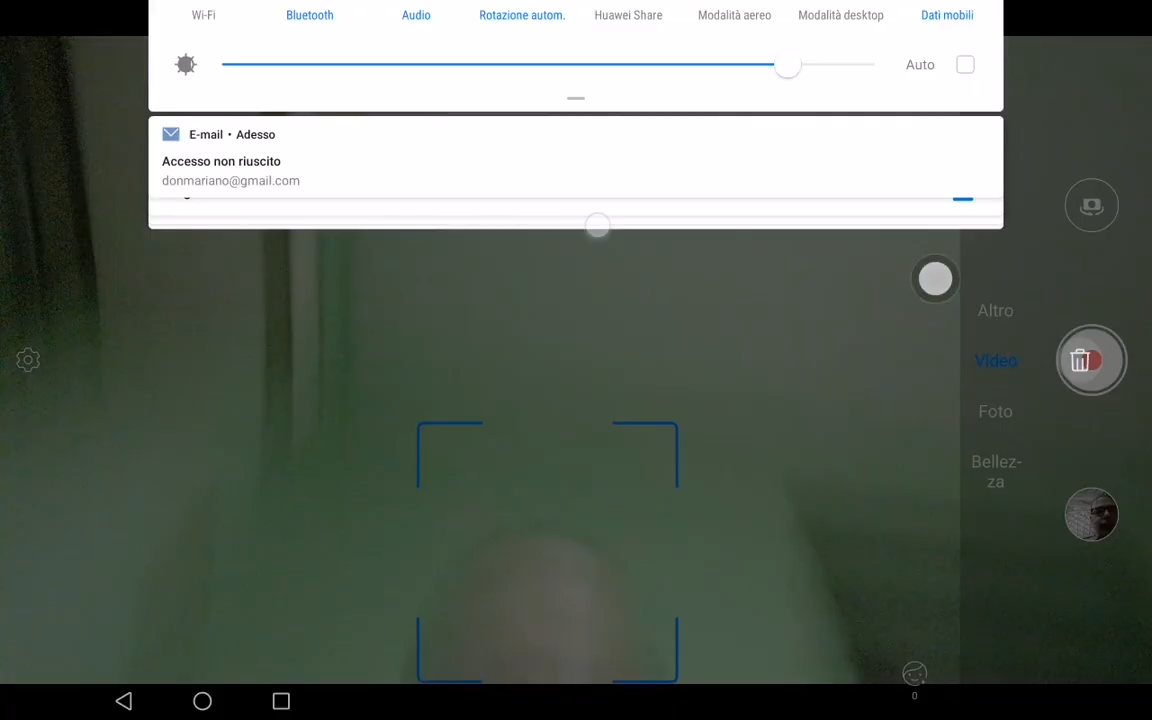 Wi-Fi Bluetooth Audio Rotazione autom. Huawei Share Modalità aereo Modalità desktop Dati mobili
Auto
E-mail • Adesso
Accesso non riuscito
donmariano@gmail.com
Altro
Video
Foto
Bellez-
za
0